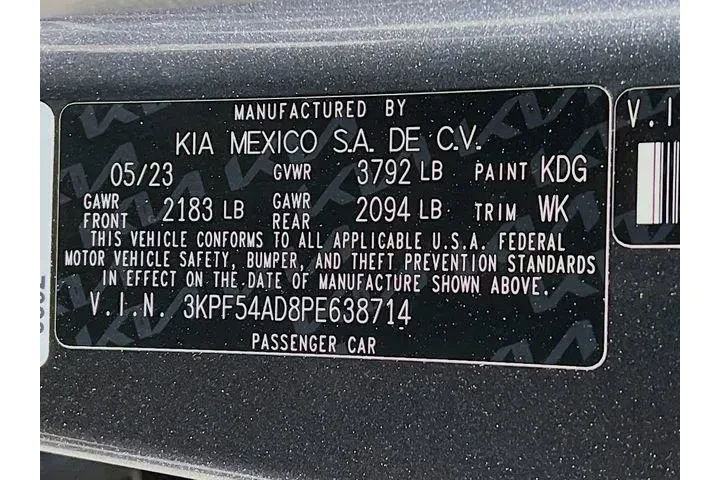 MANUFACTURED BY
KIA MEXICO S.A. DE C.V.
05/23 GVWR 3792 LB PAINT KDG
GAWR FRONT 2183 LB GAWR REAR 2094 LB TRIM WK
THIS VEHICLE CONFORMS TO ALL APPLICABLE U.S.A. FEDERAL
MOTOR VEHICLE SAFETY, BUMPER, AND THEFT PREVENTION STANDARDS
IN EFFECT ON THE DATE OF MANUFACTURE SHOWN ABOVE.
V.I.N. 3KPF54AD8PE638714
PASSENGER CAR
V.I